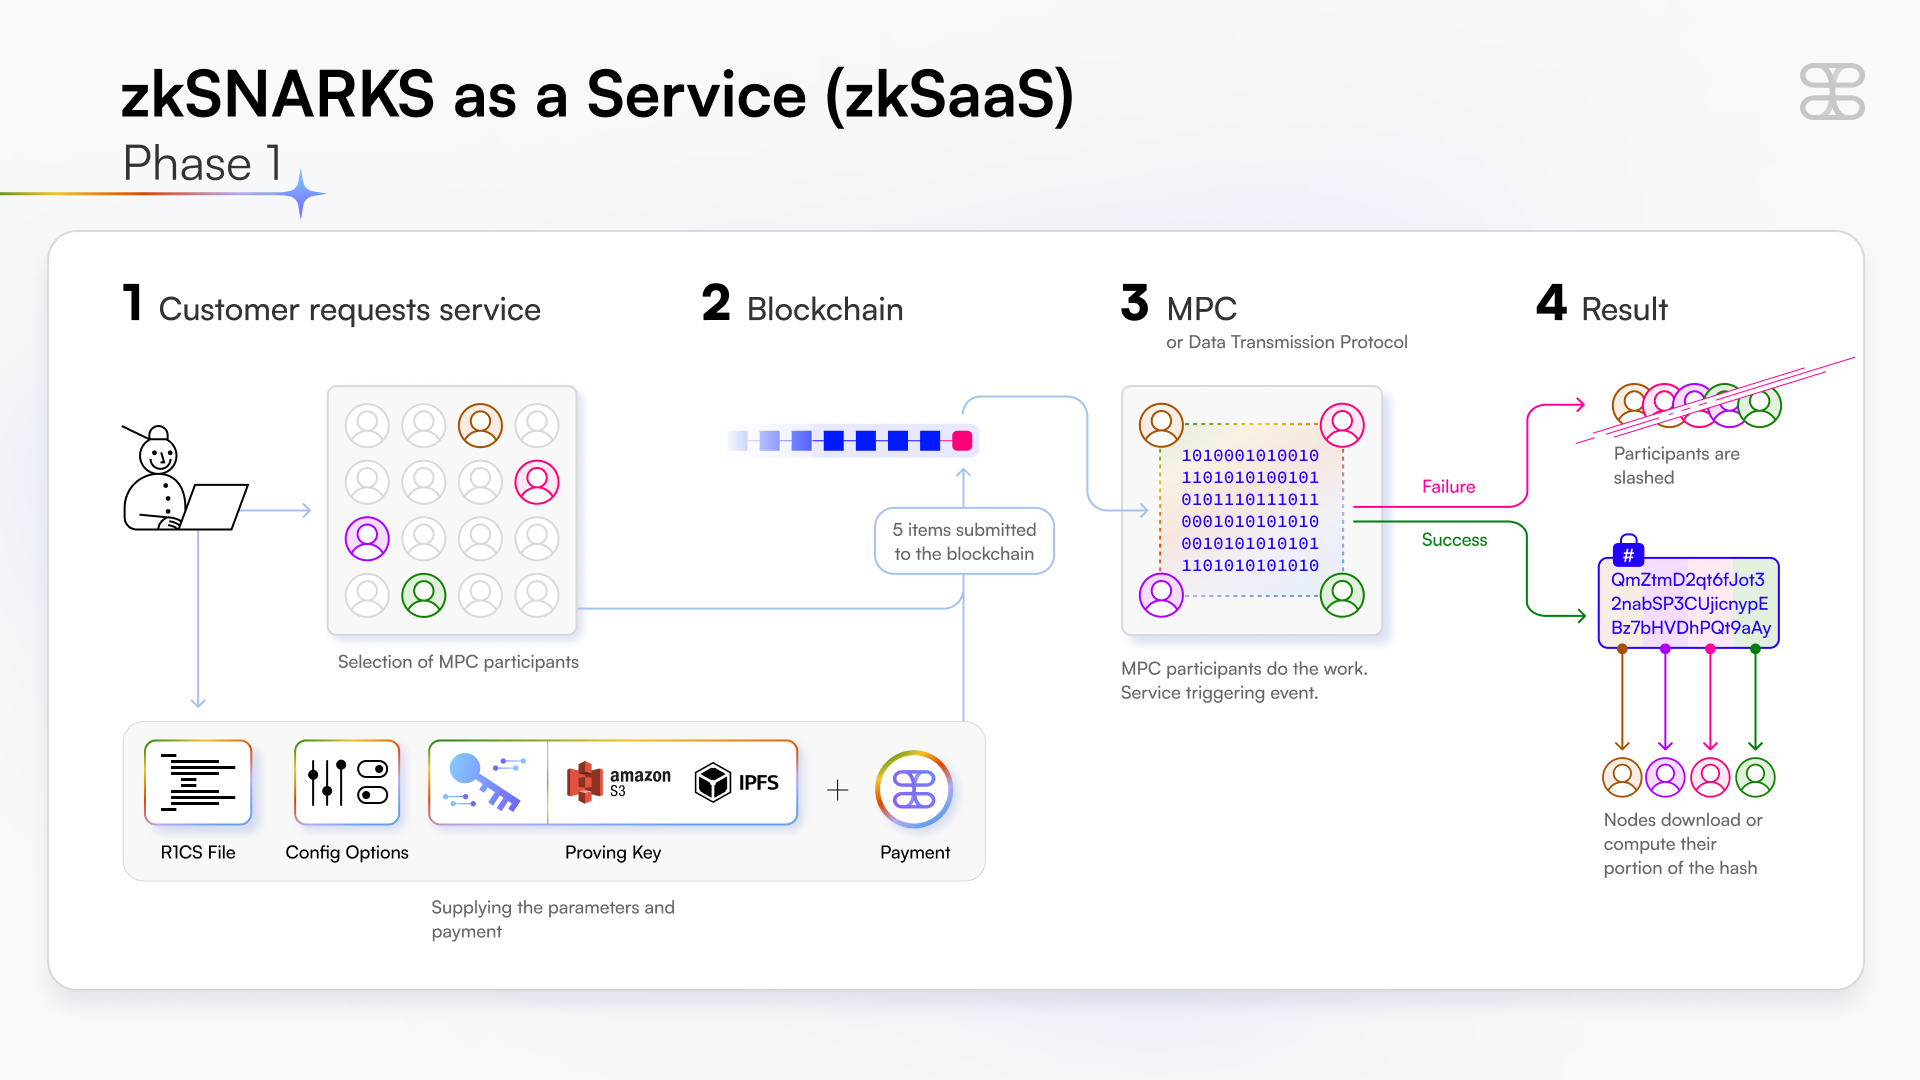 zkSNARKS as a Service (zkSaaS)
Phase 1
1 Customer requests service
Selection of MPC participants
R1CS File
Config Options
amazon
S3
IPFS
Proving Key
+
Payment
Supplying the parameters and
payment
2 Blockchain
5 items submitted
to the blockchain
3 MPC
or Data Transmission Protocol
1010001010010
1101010100101
0101110111011
0001010101010
0010101010101
1101010101010
MPC participants do the work.
Service triggering event.
Failure
Success
4 Result
Participants are
slashed
#
QmZtmD2qt6fJot3
2nabSP3CUjicnypE
Bz7bHVDhPQt9aAy
Nodes download or
compute their
portion of the hash